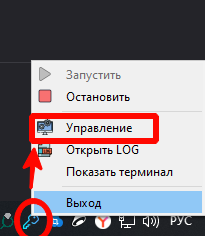 Запустить
Остановить
Управление
Открыть LOG
Показать терминал
Выход
РУС